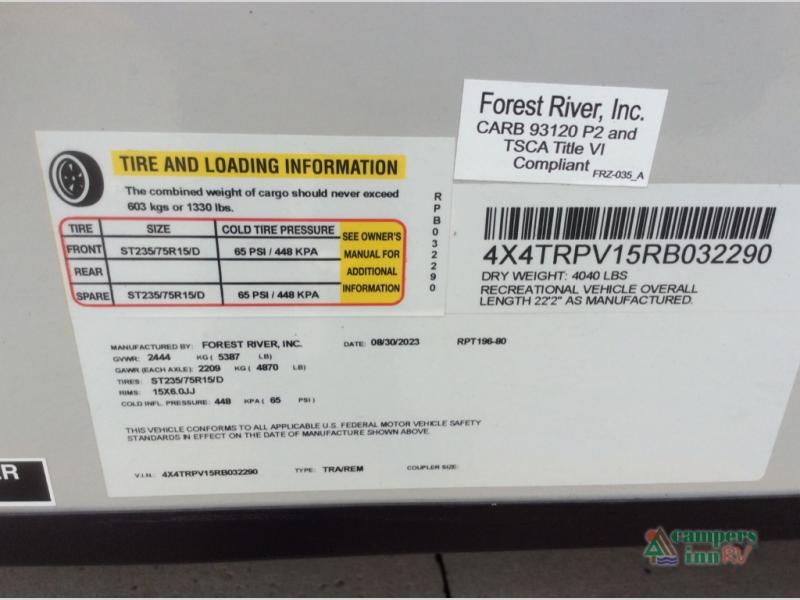 Forest River, Inc.
CARB 93120 P2 and
TSCA Title VI
Compliant
FRZ-035_A
TIRE AND LOADING INFORMATION
The combined weight of cargo should never exceed
603 kgs or 1330 lbs.
TIRE SIZE COLD TIRE PRESSURE
FRONT ST235/75R15/D 65 PSI / 448 KPA
REAR
SPARE ST235/75R15/D 65 PSI / 448 KPA
SEE OWNER'S
MANUAL FOR
ADDITIONAL
INFORMATION
RPB032290
4X4TRPV15RB032290
DRY WEIGHT: 4040 LBS
RECREATIONAL VEHICLE OVERALL
LENGTH 22'2" AS MANUFACTURED.
MANUFACTURED BY: FOREST RIVER, INC. DATE: 08/30/2023 RPT196-80
GVWR: 2444 KG ( 5387 LB)
GAWR (EACH AXLE): 2209 KG ( 4870 LB)
TIRES: ST235/75R15/D
RIMS: 15X6.0JJ
COLD INFL. PRESSURE: 448 KPA ( 65 PSI )
THIS VEHICLE CONFORMS TO ALL APPLICABLE U.S. FEDERAL MOTOR VEHICLE SAFETY
STANDARDS IN EFFECT ON THE DATE OF MANUFACTURE SHOWN ABOVE.
V.I.N.: 4X4TRPV15RB032290 TYPE: TRA/REM COUPLER SIZE:
ER
campers
inn RV